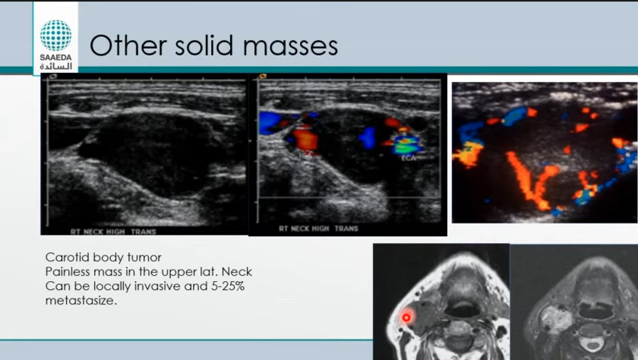 SAAEDA
السائدة
Other solid masses
ECA
RT NECK HIGH TRANS
RT NECK HIGH TRANS
Carotid body tumor
Painless mass in the upper lat. Neck
Can be locally invasive and 5-25%
metastasize.